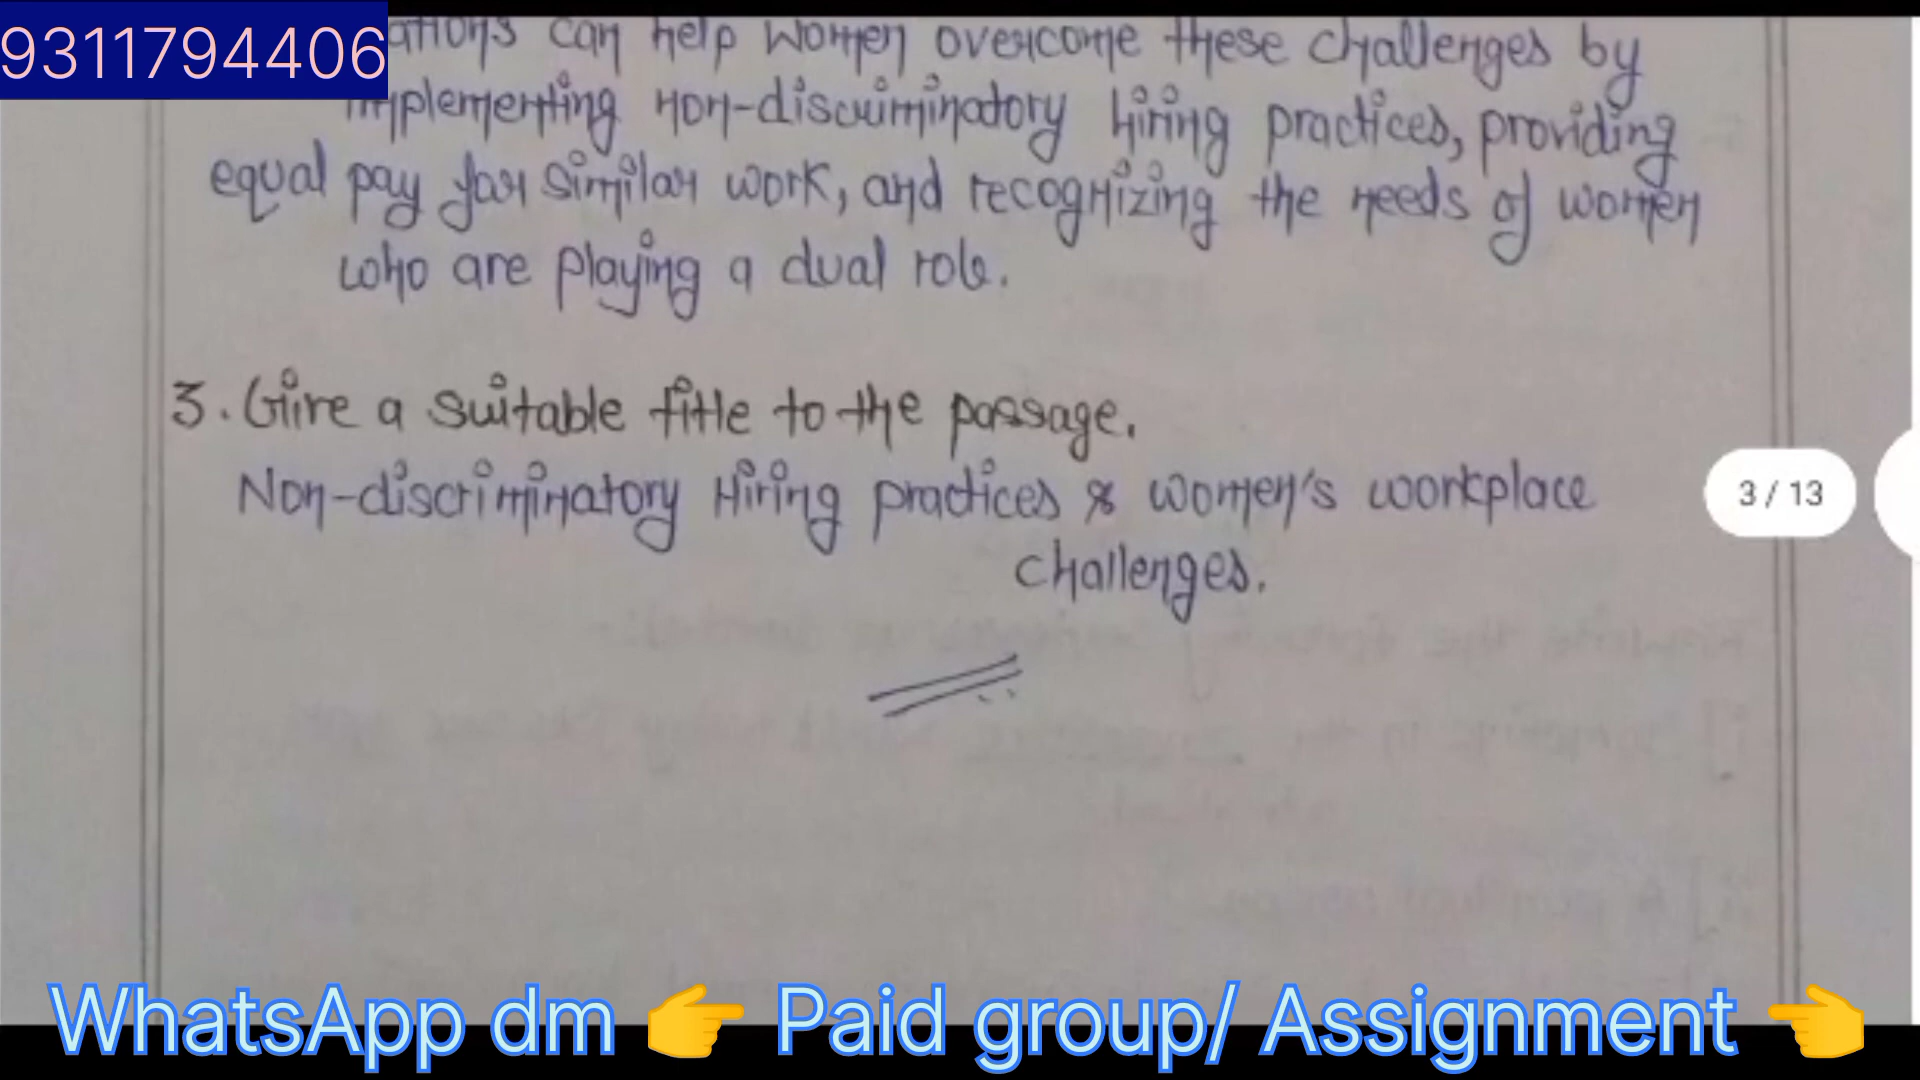 9311794406
ations can help women overcome these challenges by
implementing non-discriminatory hiring practices, providing
equal pay for similar work, and recognizing the needs of women
who are playing a dual role.
3. Give a suitable title to the passage.
Non-discriminatory Hiring practices & women's workplace
challenges.
3 / 13
WhatsApp dm 👉 Paid group/ Assignment 👈